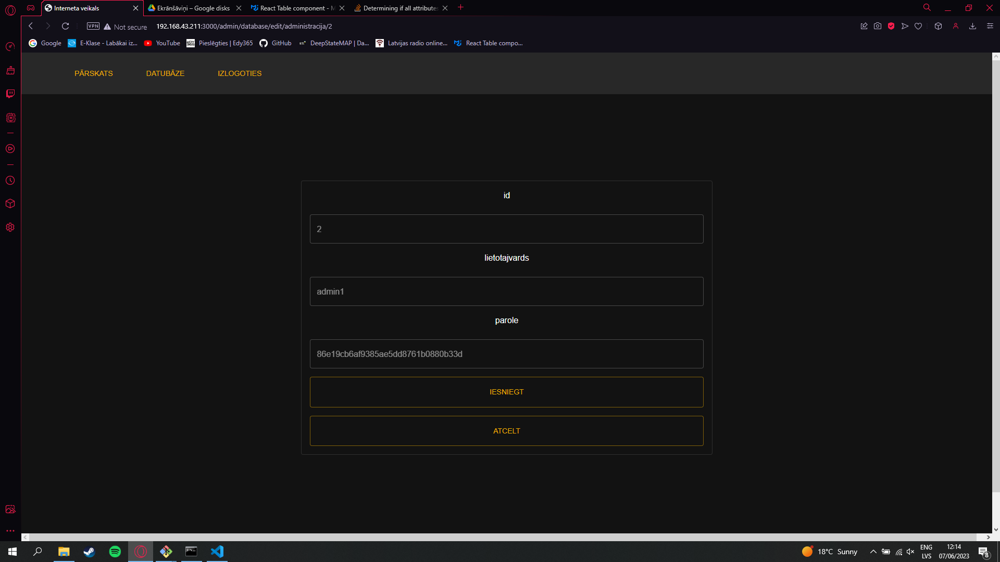 Interneta veikals
Ekrānšāviņi – Google disks
React Table component - M
Determining if all attributes
VPN
Not secure
192.168.43.211:3000/admin/database/edit/administracija/2
Google
E-Klase - Labākai iz...
YouTube
Pieslēgties | Edy365
GitHub
DeepStateMAP | Da...
Latvijas radio online...
React Table compo...
PĀRSKATS
DATUBĀZE
IZLOGOTIES
id
2
lietotajvards
admin1
parole
86e19cb6af9385ae5dd8761b0880b33d
IESNIEGT
ATCELT
18°C Sunny
ENG
LVS
12:14
07/06/2023
8